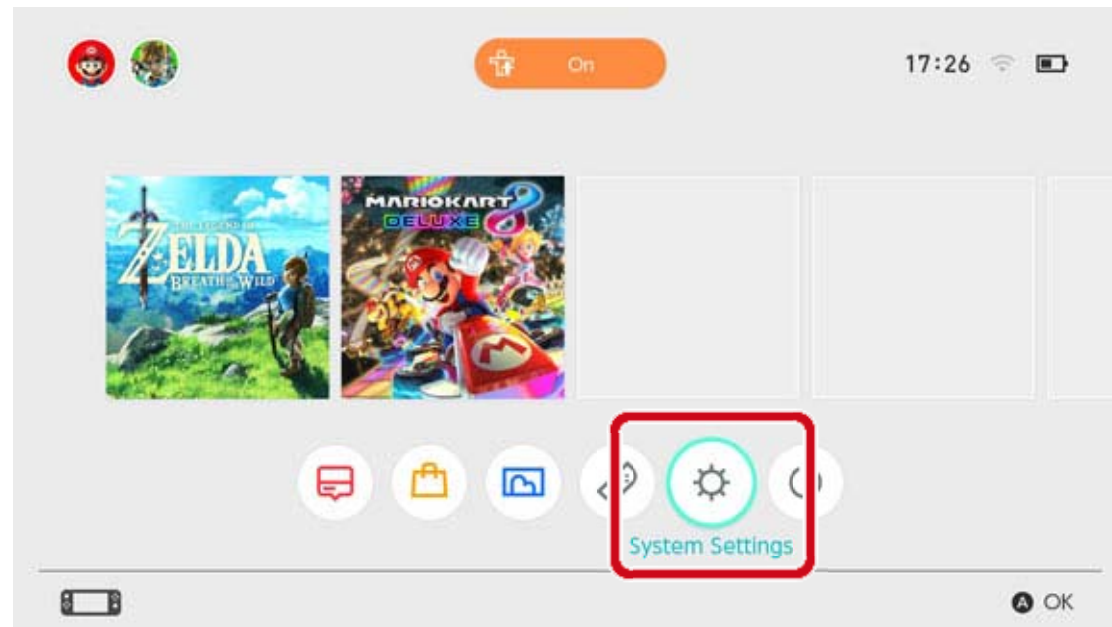 On
17:26
THE LEGEND OF
ZELDA
BREATH OF THE WILD
MARIOKART 8
DELUXE
M
System Settings
A OK